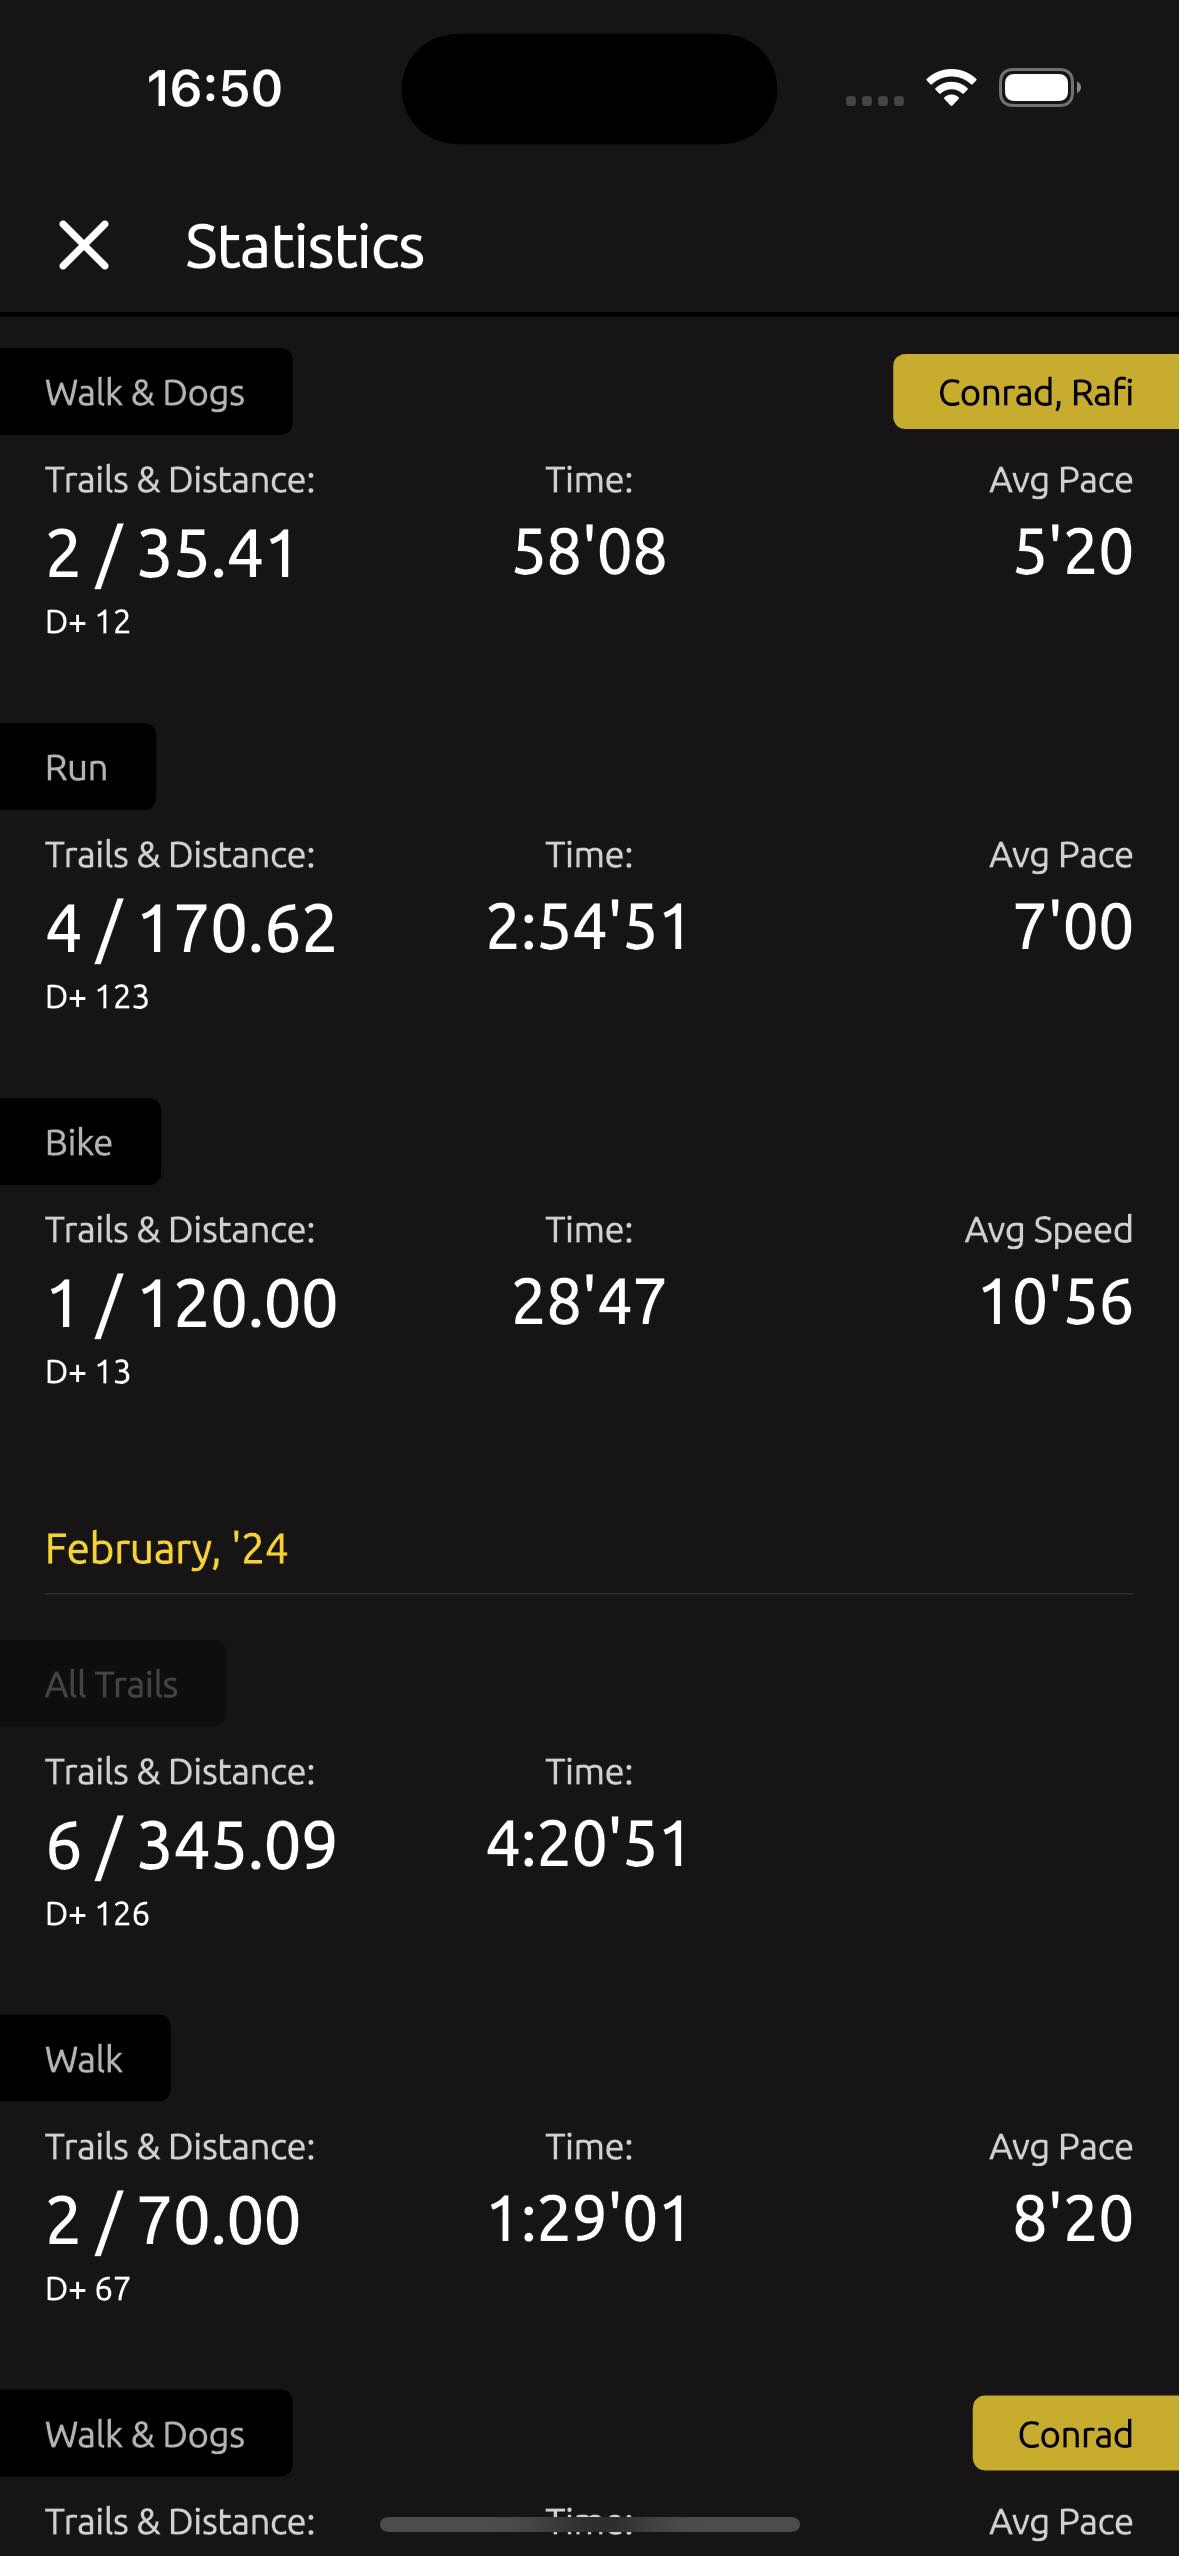 16:50
Statistics
Walk & Dogs
Conrad, Rafi
Trails & Distance: Time: Avg Pace
2 / 35.41 58'08 5'20
D+ 12
Run
Trails & Distance: Time: Avg Pace
4 / 170.62 2:54'51 7'00
D+ 123
Bike
Trails & Distance: Time: Avg Speed
1 / 120.00 28'47 10'56
D+ 13
February, '24
All Trails
Trails & Distance: Time:
6 / 345.09 4:20'51
D+ 126
Walk
Trails & Distance: Time: Avg Pace
2 / 70.00 1:29'01 8'20
D+ 67
Walk & Dogs
Conrad
Trails & Distance: Time: Avg Pace